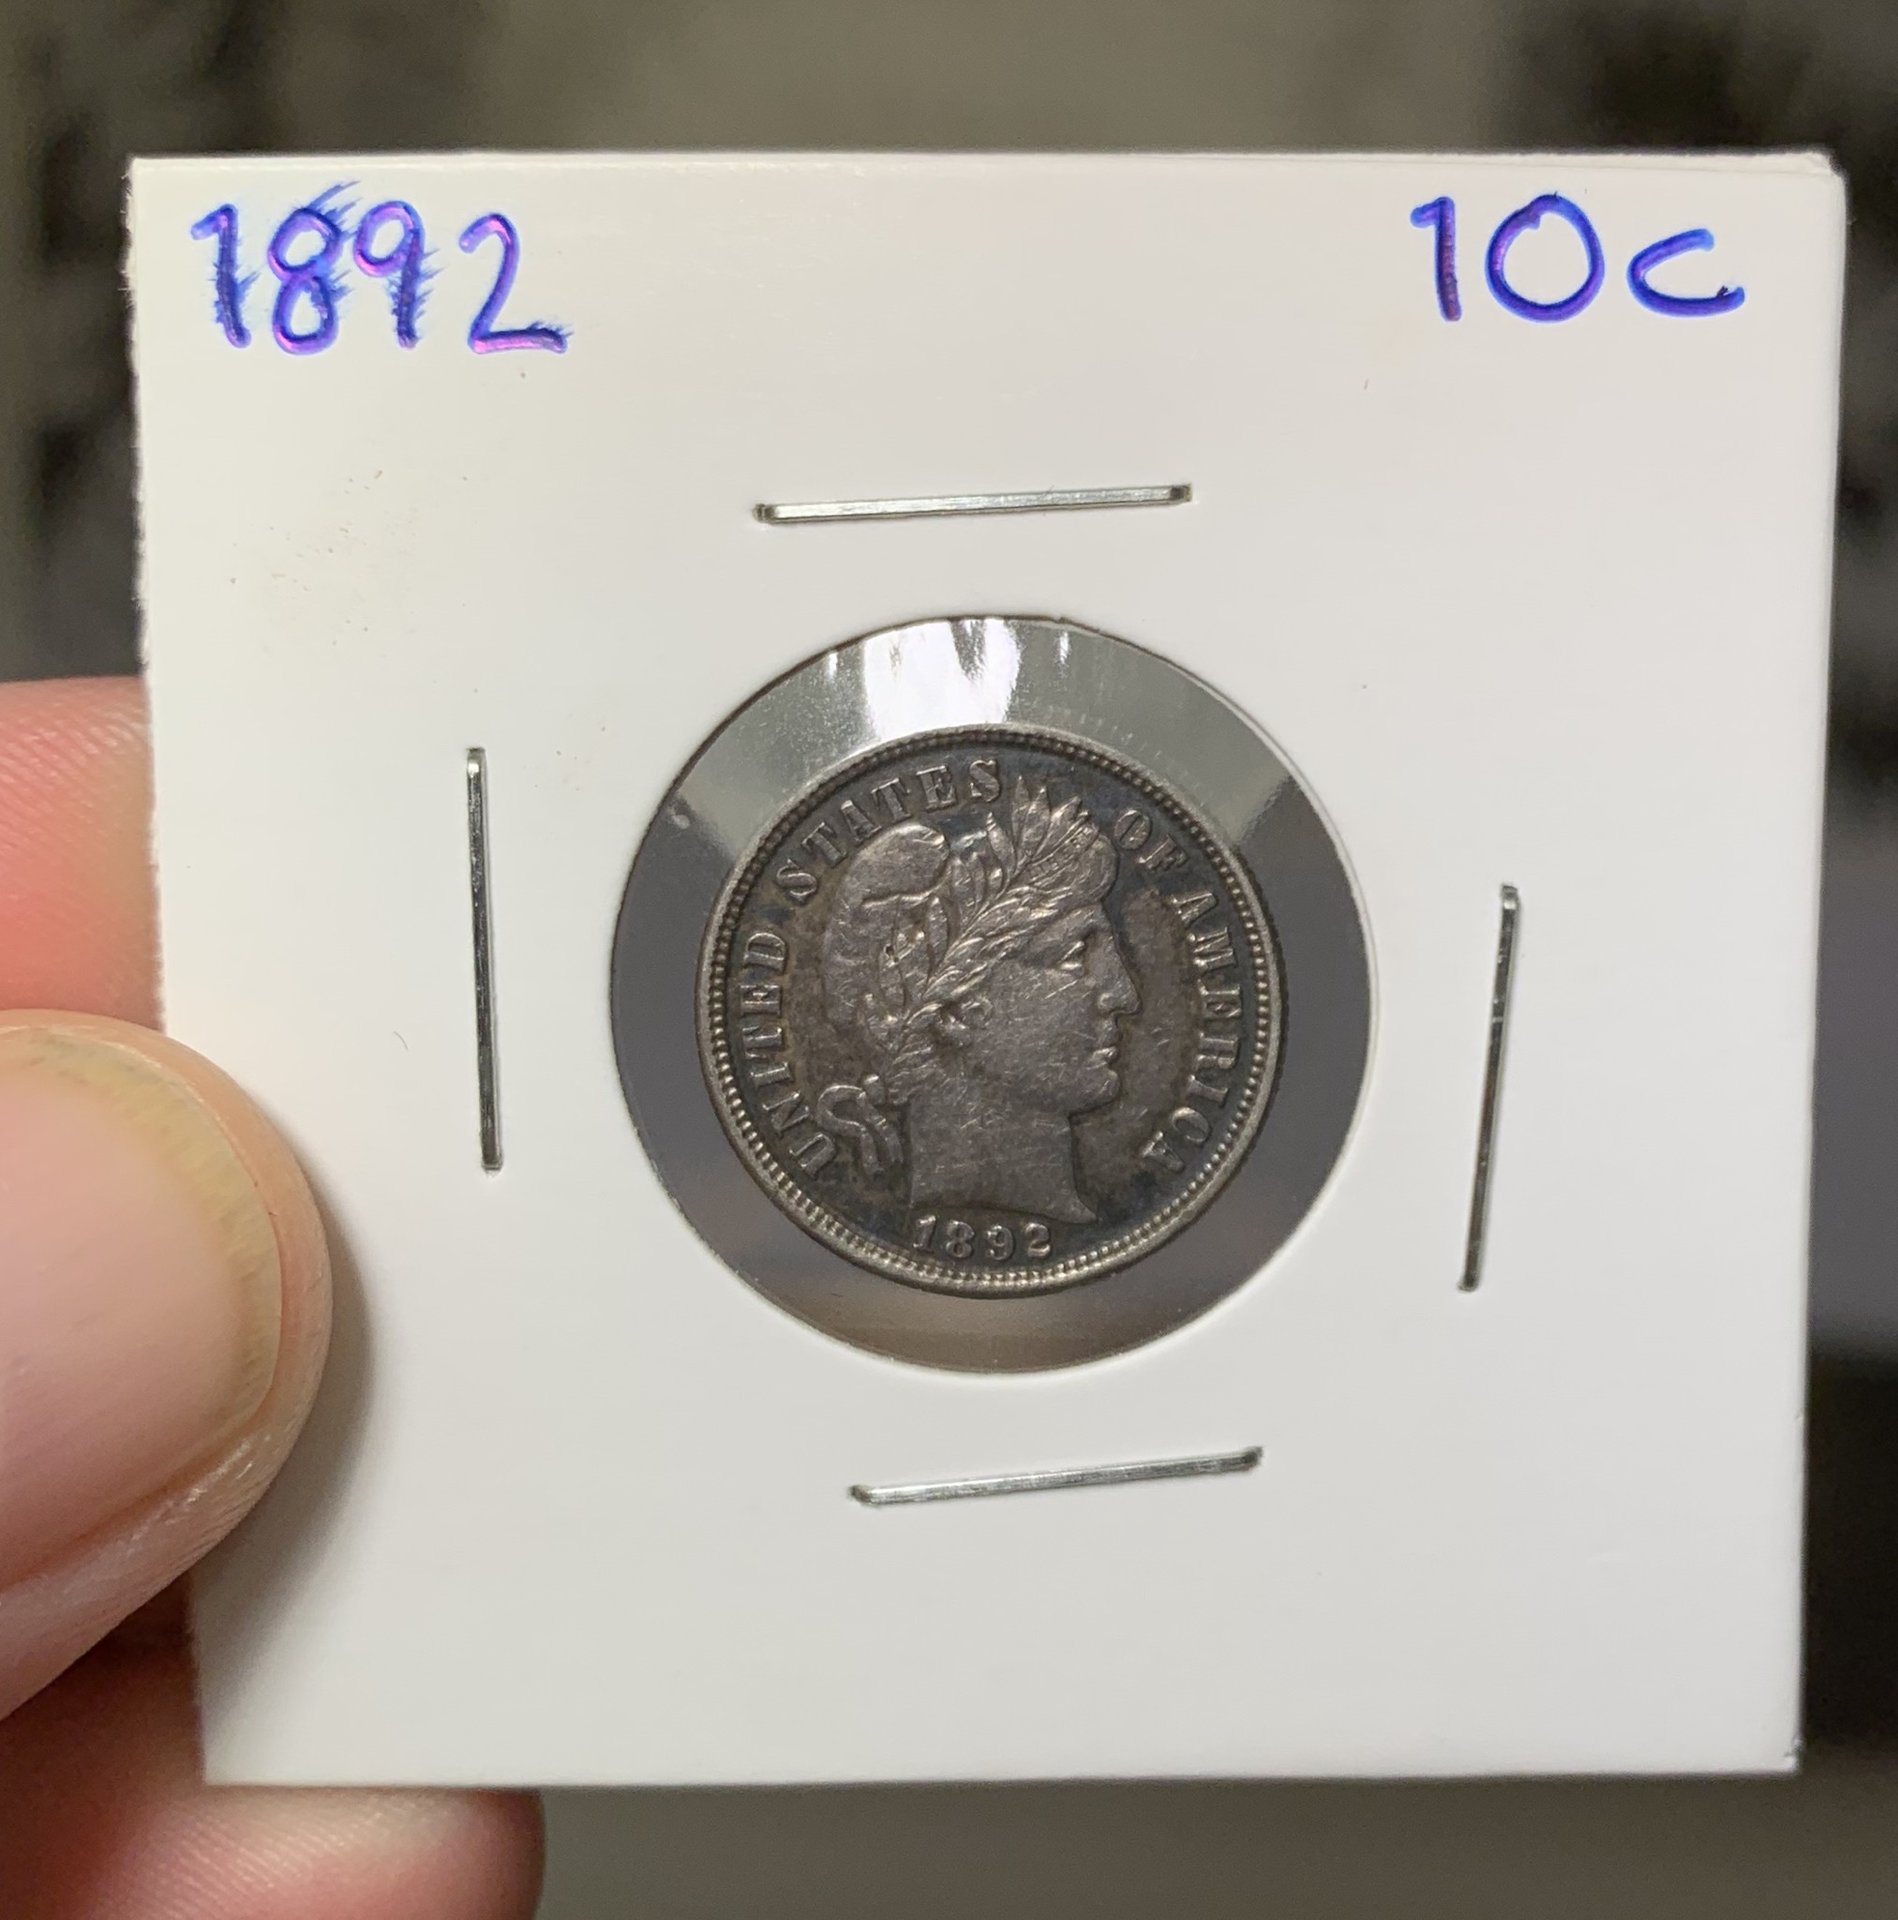 1892 10c
UNITED STATES OF AMERICA
1892